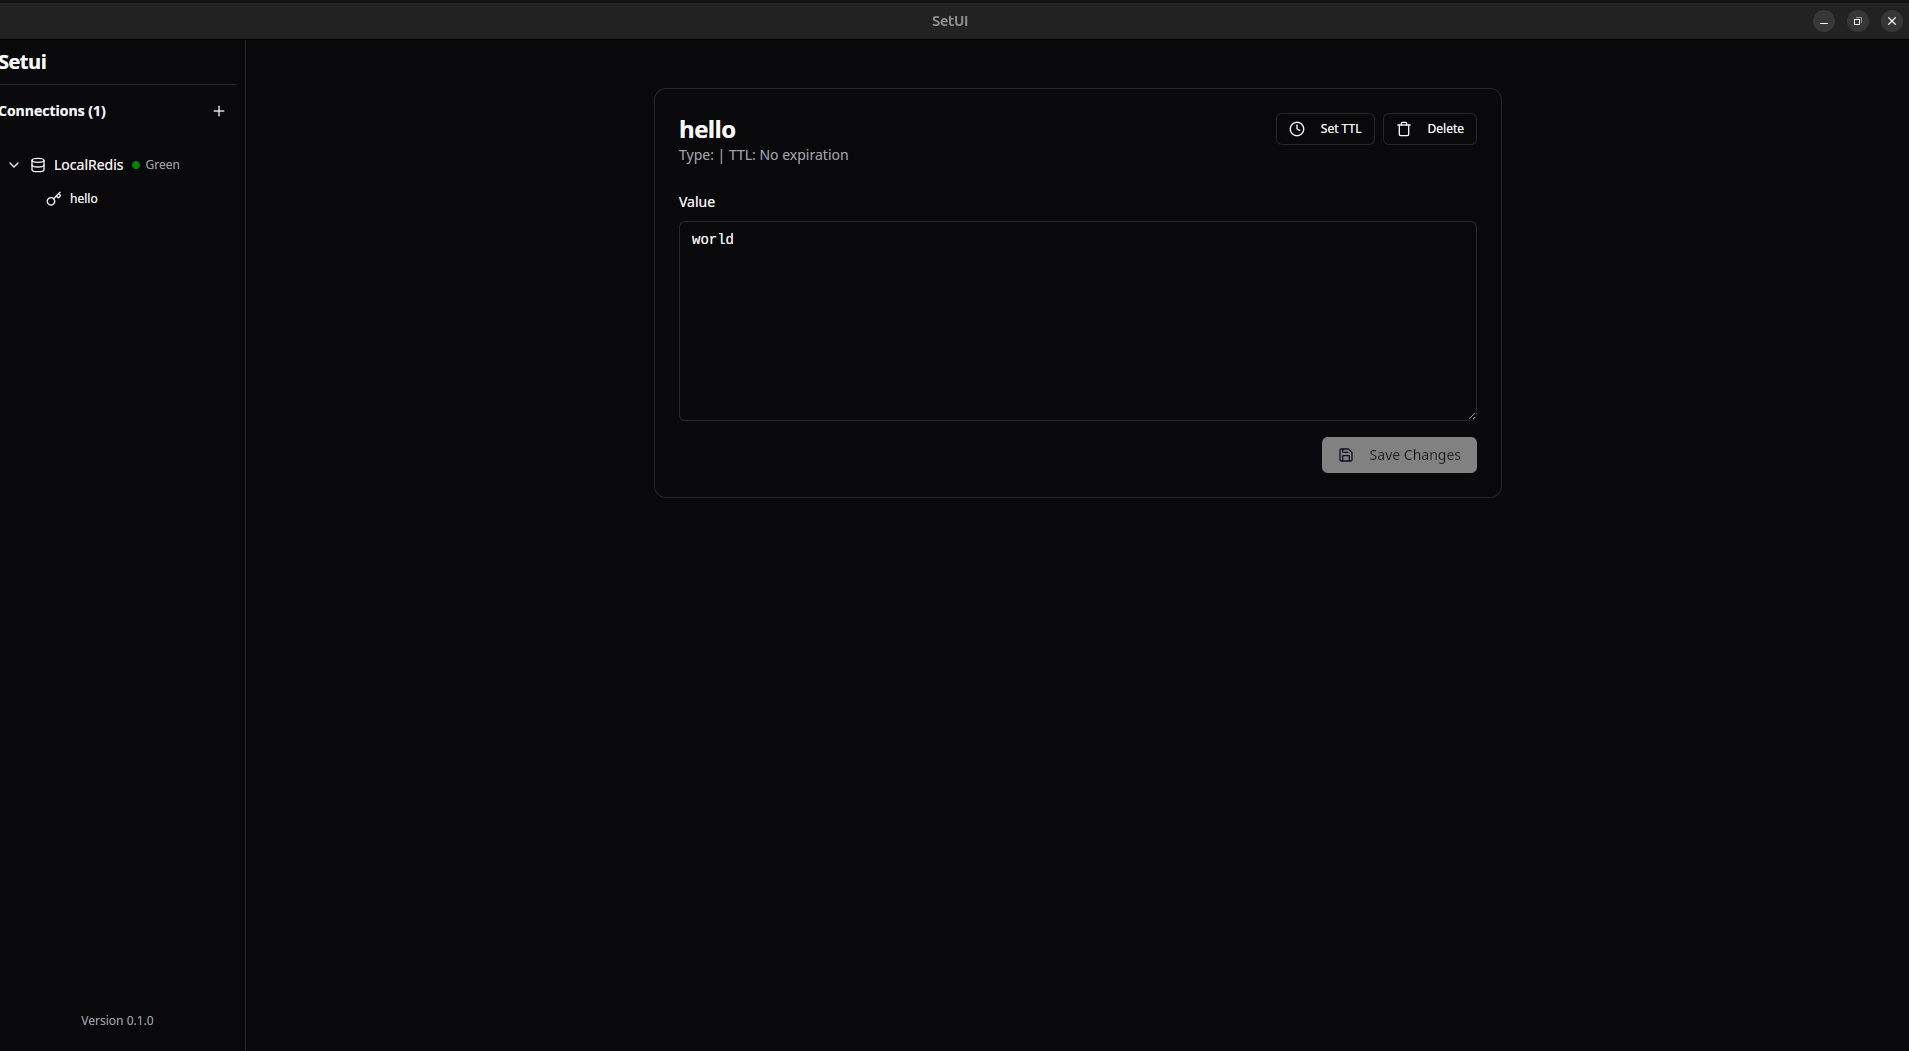 SetUI
Setui
Connections (1)
LocalRedis Green
hello
hello
Type: | TTL: No expiration
Set TTL
Delete
Value
world
Save Changes
Version 0.1.0